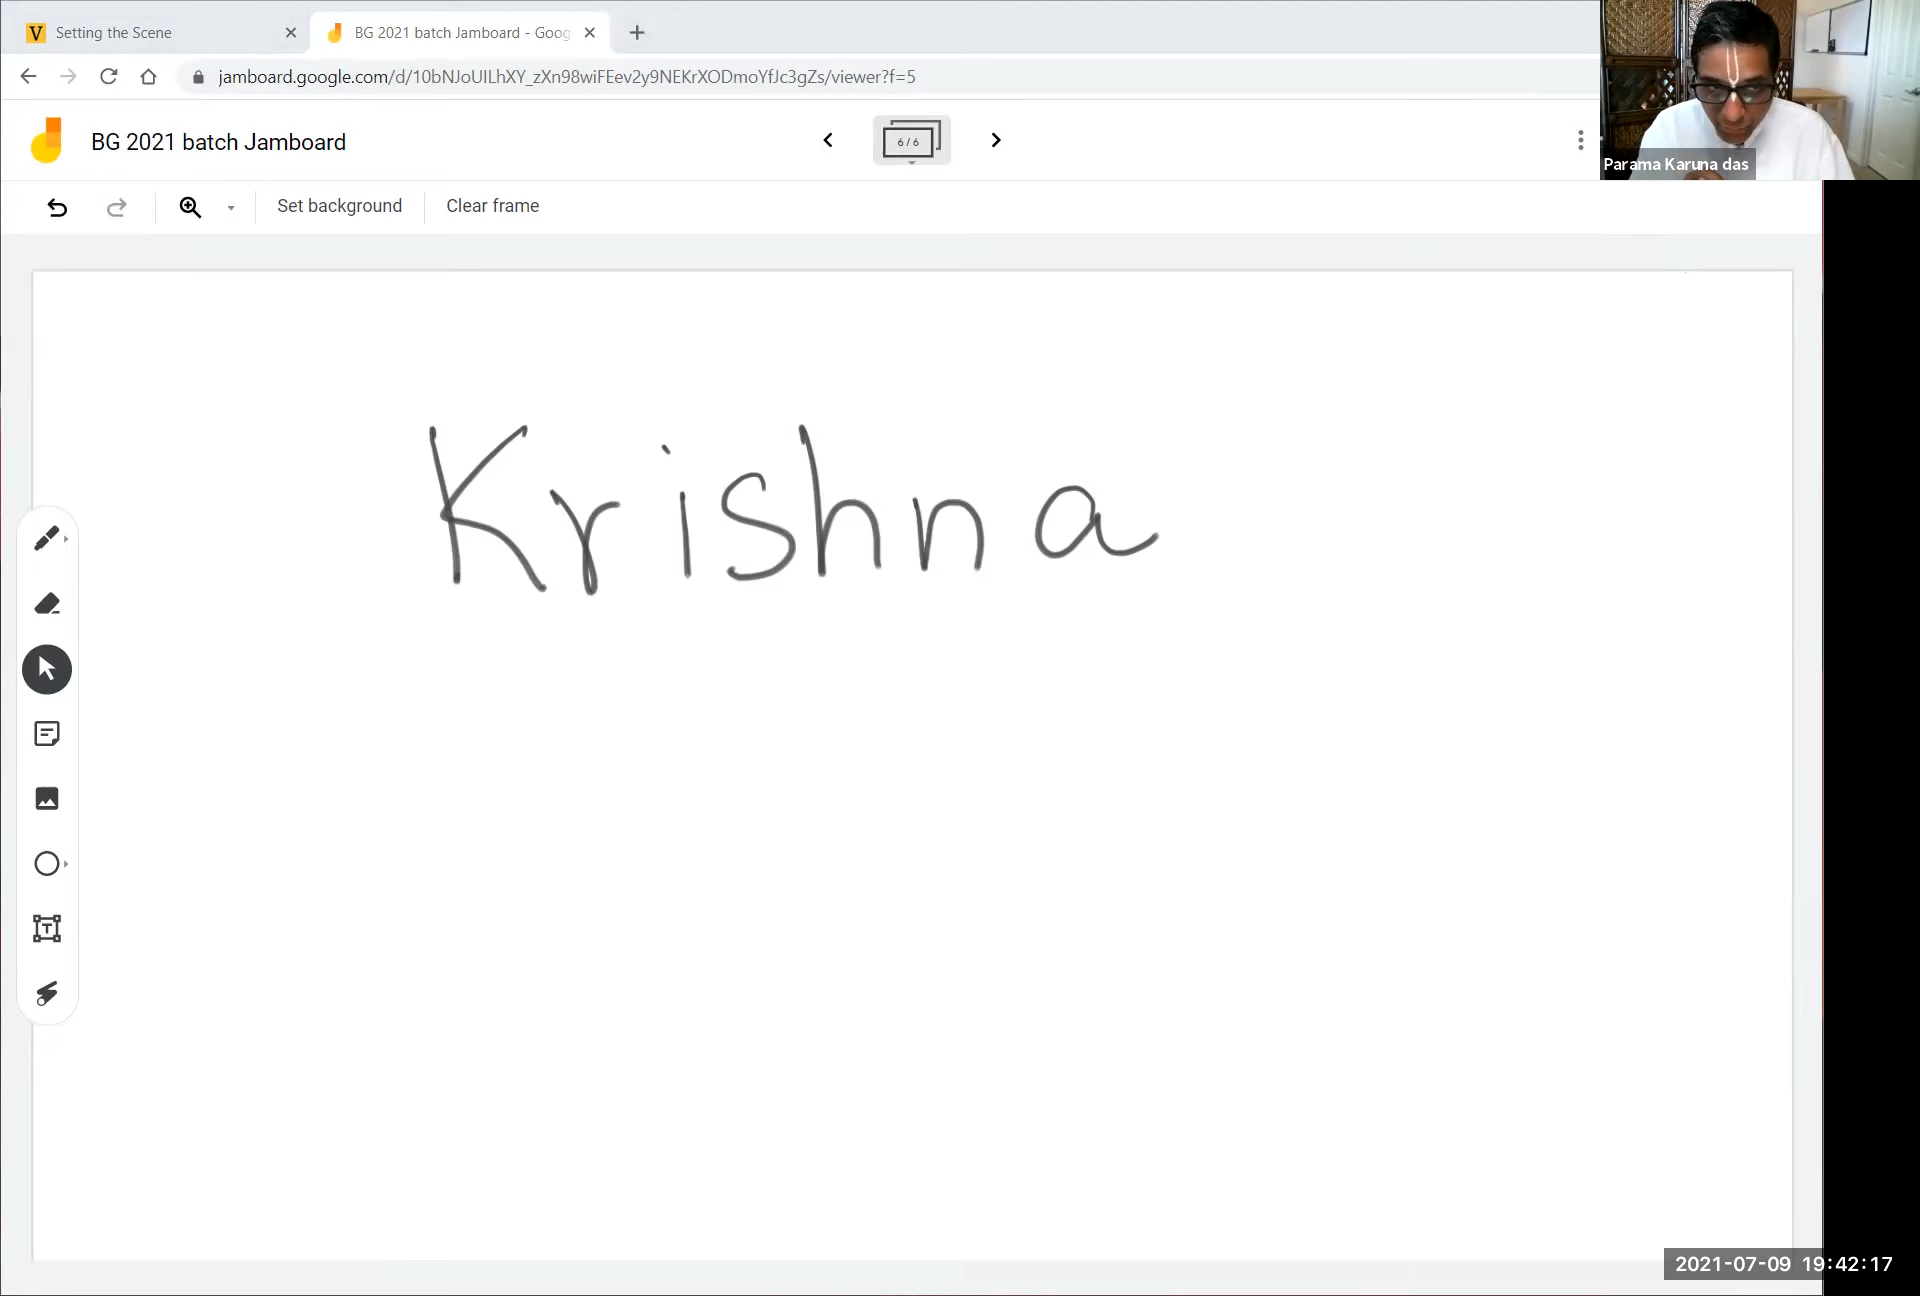 Setting the Scene
BG 2021 batch Jamboard - Goog
jamboard.google.com/d/10bNJoUILhXY_zXn98wiFEev2y9NEKrXODmoYfJc3gZs/viewer?f=5
BG 2021 batch Jamboard
6 / 6
Parama Karuna das
Set background
Clear frame
Krishna
2021-07-09 19:42:17